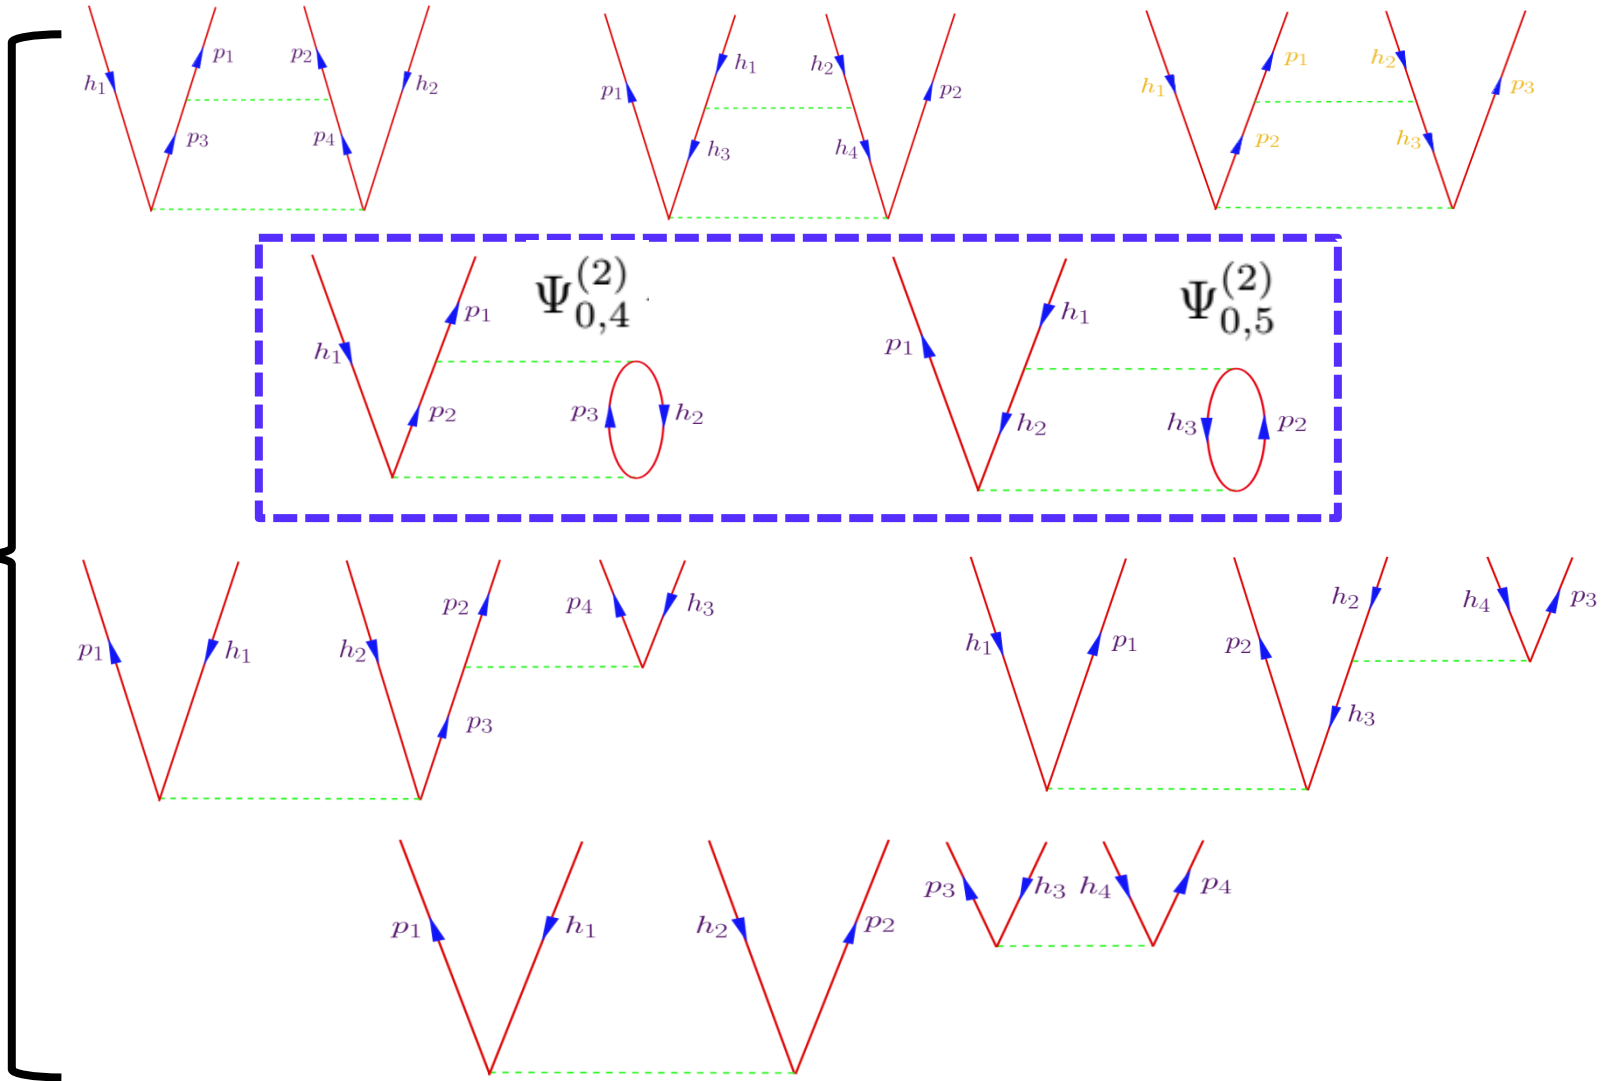 h₁ p₁ p₂ h₂
p₃ p₄
p₁ h₁ h₂ p₂
h₃ h₄
h₁ p₁ h₂ p₃
p₂ h₃
h₁ p₁ Ψ₀,₄⁽²⁾
p₂ p₃ h₂
p₁ h₁ Ψ₀,₅⁽²⁾
h₂ h₃ p₂
p₁ h₁ h₂ p₂ p₄ h₃
p₃
h₁ p₁ p₂ h₂ h₄ p₃
h₃
p₁ h₁ h₂ p₂ p₃ h₃ h₄ p₄